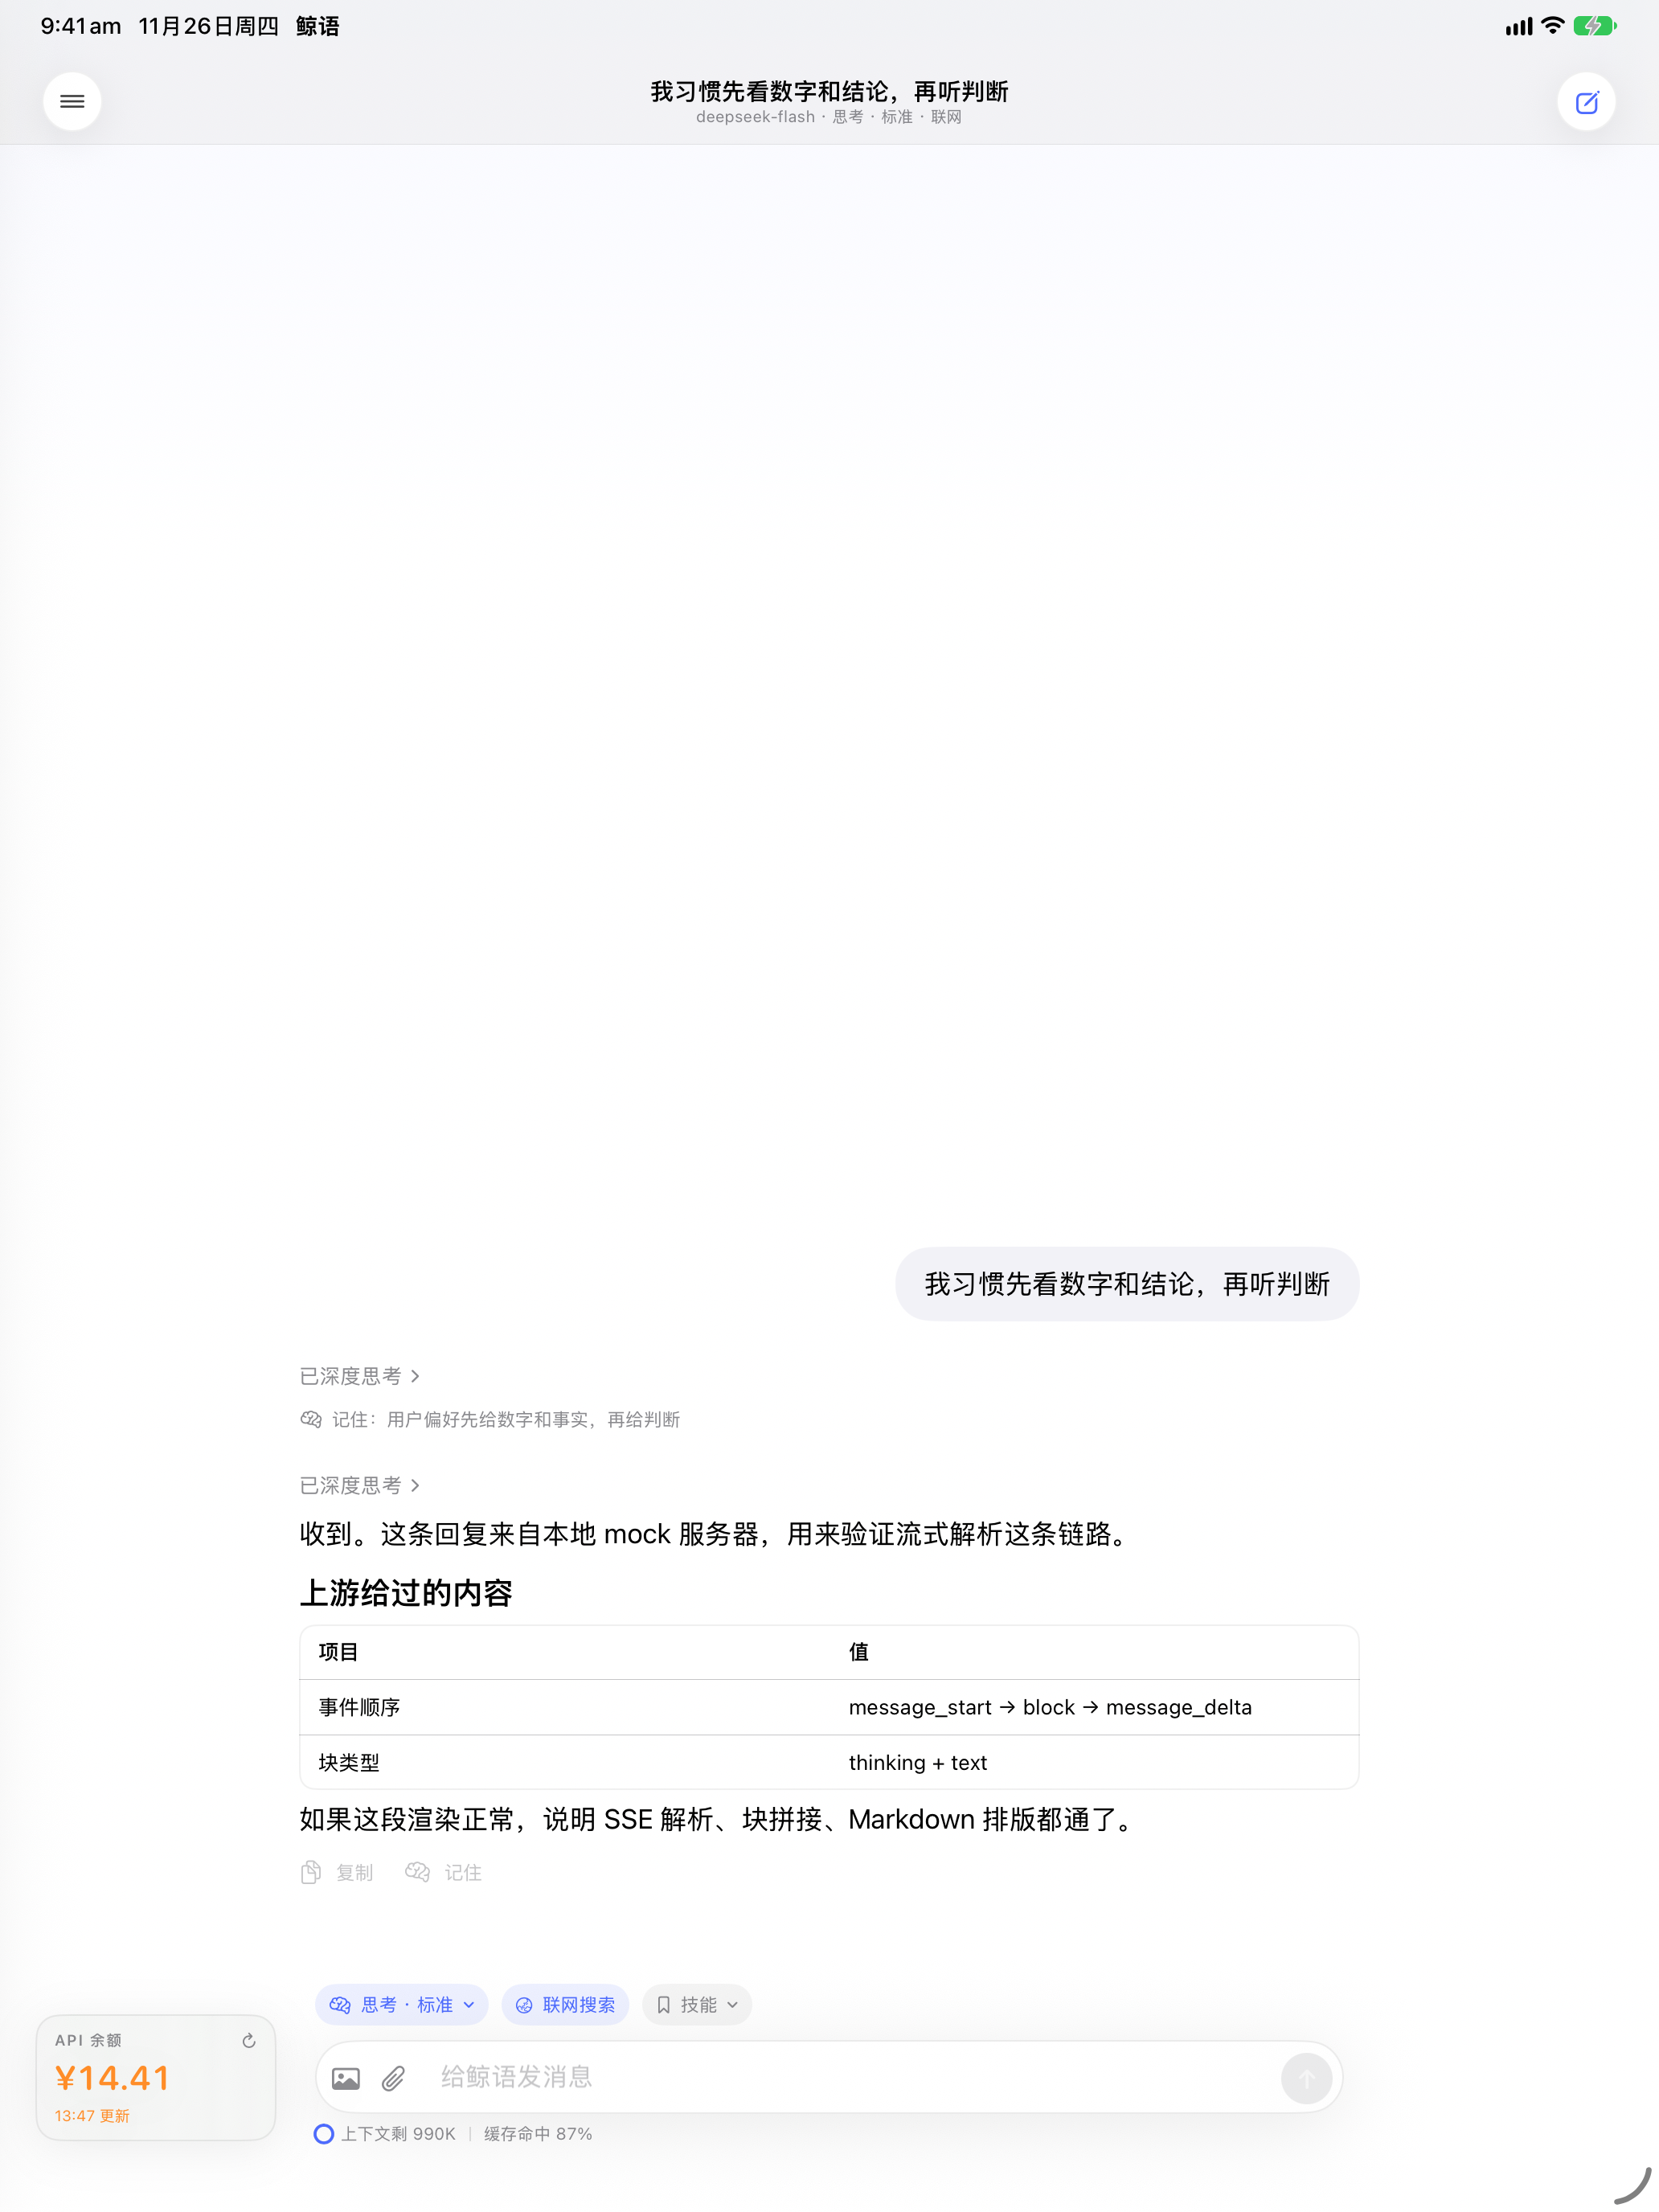 9:41am 11月26日周四 鲸语
我习惯先看数字和结论，再听判断
deepseek-flash · 思考 · 标准 · 联网
我习惯先看数字和结论，再听判断
已深度思考
记住：用户偏好先给数字和事实，再给判断
已深度思考
收到。这条回复来自本地 mock 服务器，用来验证流式解析这条链路。
上游给过的内容
项目 值
事件顺序 message_start → block → message_delta
块类型 thinking + text
如果这段渲染正常，说明 SSE 解析、块拼接、Markdown 排版都通了。
复制 记住
思考 · 标准 联网搜索 技能
API 余额
¥14.41
13:47 更新
给鲸语发消息
上下文剩 990K | 缓存命中 87%